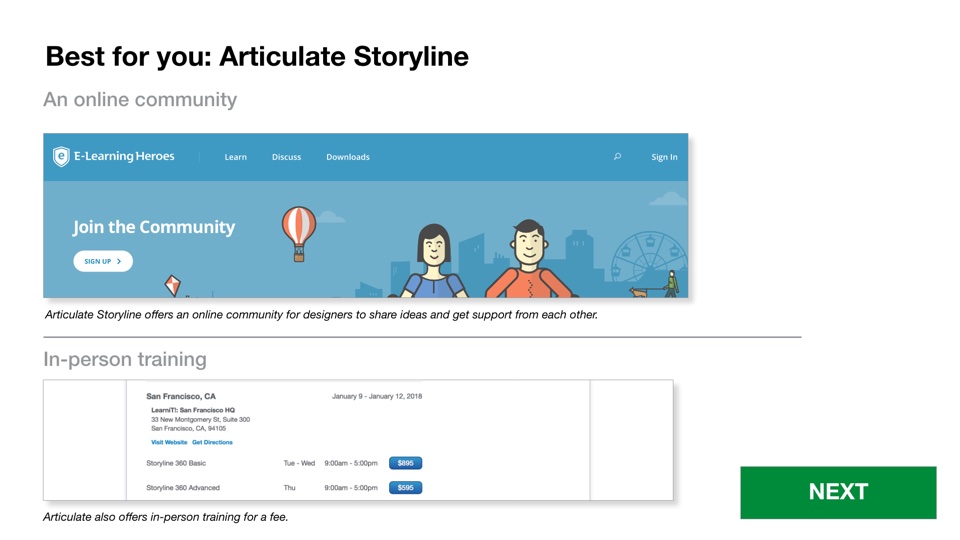 Best for you: Articulate Storyline
An online community
E-Learning Heroes
Learn
Discuss
Downloads
Sign In
Join the Community
SIGN UP
Articulate Storyline offers an online community for designers to share ideas and get support from each other.
In-person training
San Francisco, CA January 9 - January 12, 2018
LearniT!: San Francisco HQ
33 New Montgomery St, Suite 300
San Francisco, CA, 94105
Visit Website Get Directions
Storyline 360 Basic Tue - Wed 9:00am - 5:00pm $895
Storyline 360 Advanced Thu 9:00am - 5:00pm $595
Articulate also offers in-person training for a fee.
NEXT